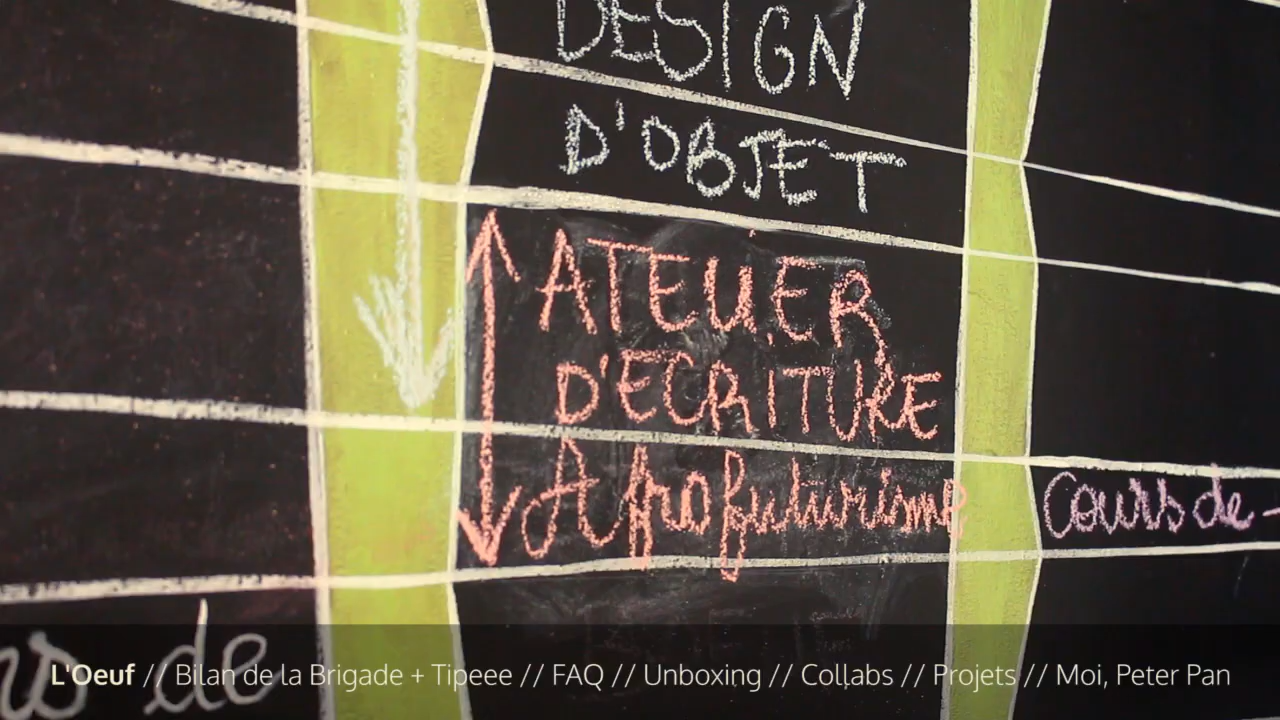 DESIGN
D'OBJET
ATELIER
D'ECRITURE
Afrofuturisme
Cours de
de
L'Oeuf // Bilan de la Brigade + Tipeee // FAQ // Unboxing // Collabs // Projets // Moi, Peter Pan